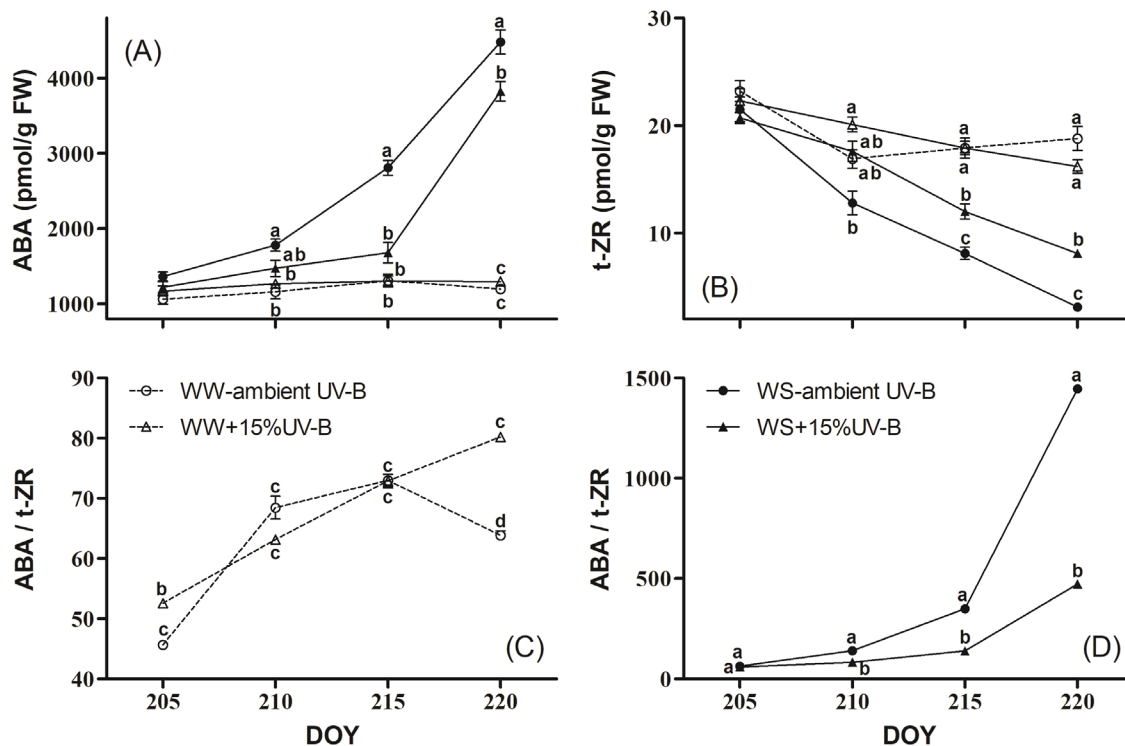 (A)
ABA (pmol/g FW)
4000
3000
2000
1000
a
b
a
a
b
ab
b
b
c
b
b
c
(B)
t-ZR (pmol/g FW)
30
20
10
a
a
a
ab
ab
a
a
b
b
b
c
c
(C)
ABA / t-ZR
90
80
70
60
50
40
WW-ambient UV-B
WW+15%UV-B
c
c
c
c
c
d
b
c
205 210 215 220
DOY
(D)
ABA / t-ZR
1500
1000
500
0
WS-ambient UV-B
WS+15%UV-B
a
a
a
b
b
a
a
b
205 210 215 220
DOY